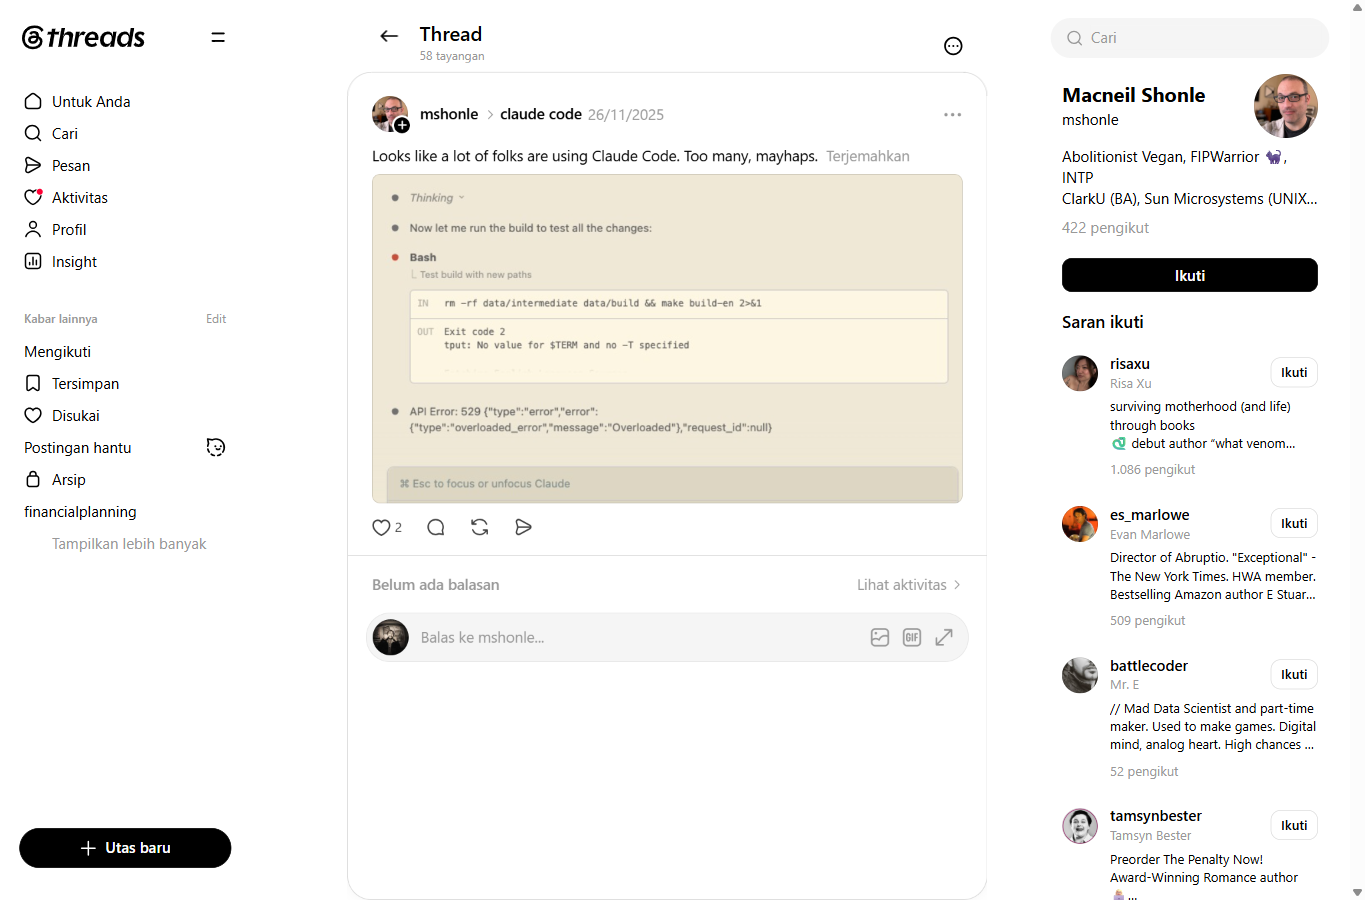 threads
Untuk Anda
Cari
Pesan
Aktivitas
Profil
Insight
Kabar lainnya
Edit
Mengikuti
Tersimpan
Disukai
Postingan hantu
Arsip
financialplanning
Tampilkan lebih banyak
Utas baru
Thread
58 tayangan
mshonle > claude code 26/11/2025
Looks like a lot of folks are using Claude Code. Too many, mayhaps. Terjemahkan
Thinking
Now let me run the build to test all the changes:
Bash
Test build with new paths
IN rm -rf data/intermediate data/build && make build-en 2>&1
OUT Exit code 2
tput: No value for $TERM and no -T specified
API Error: 529 {"type":"error","error":
{"type":"overloaded_error","message":"Overloaded"},"request_id":null}
⌘ Esc to focus or unfocus Claude
2
Belum ada balasan
Lihat aktivitas
Balas ke mshonle...
GIF
Cari
Macneil Shonle
mshonle
Abolitionist Vegan, FIPWarrior 🐈‍⬛,
INTP
ClarkU (BA), Sun Microsystems (UNIX...
422 pengikut
Ikuti
Saran ikuti
risaxu
Risa Xu
Ikuti
surviving motherhood (and life)
through books
debut author “what venom...
1.086 pengikut
es_marlowe
Evan Marlowe
Ikuti
Director of Abruptio. "Exceptional" -
The New York Times. HWA member.
Bestselling Amazon author E Stuar...
509 pengikut
battlecoder
Mr. E
Ikuti
// Mad Data Scientist and part-time
maker. Used to make games. Digital
mind, analog heart. High chances ...
52 pengikut
tamsynbester
Tamsyn Bester
Ikuti
Preorder The Penalty Now!
Award-Winning Romance author
...